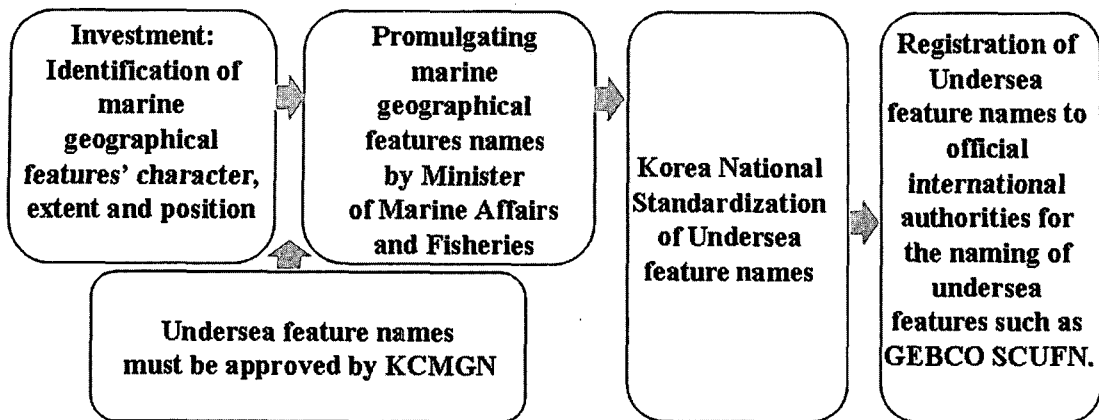 Investment:
Identification of
marine
geographical
features' character,
extent and position
Promulgating
marine
geographical
features names
by Minister
of Marine Affairs
and Fisheries
Undersea feature names
must be approved by KCMGN
Korea National
Standardization
of Undersea
feature names
Registration of
Undersea
feature names to
official
international
authorities for
the naming of
undersea
features such as
GEBCO SCUFN.